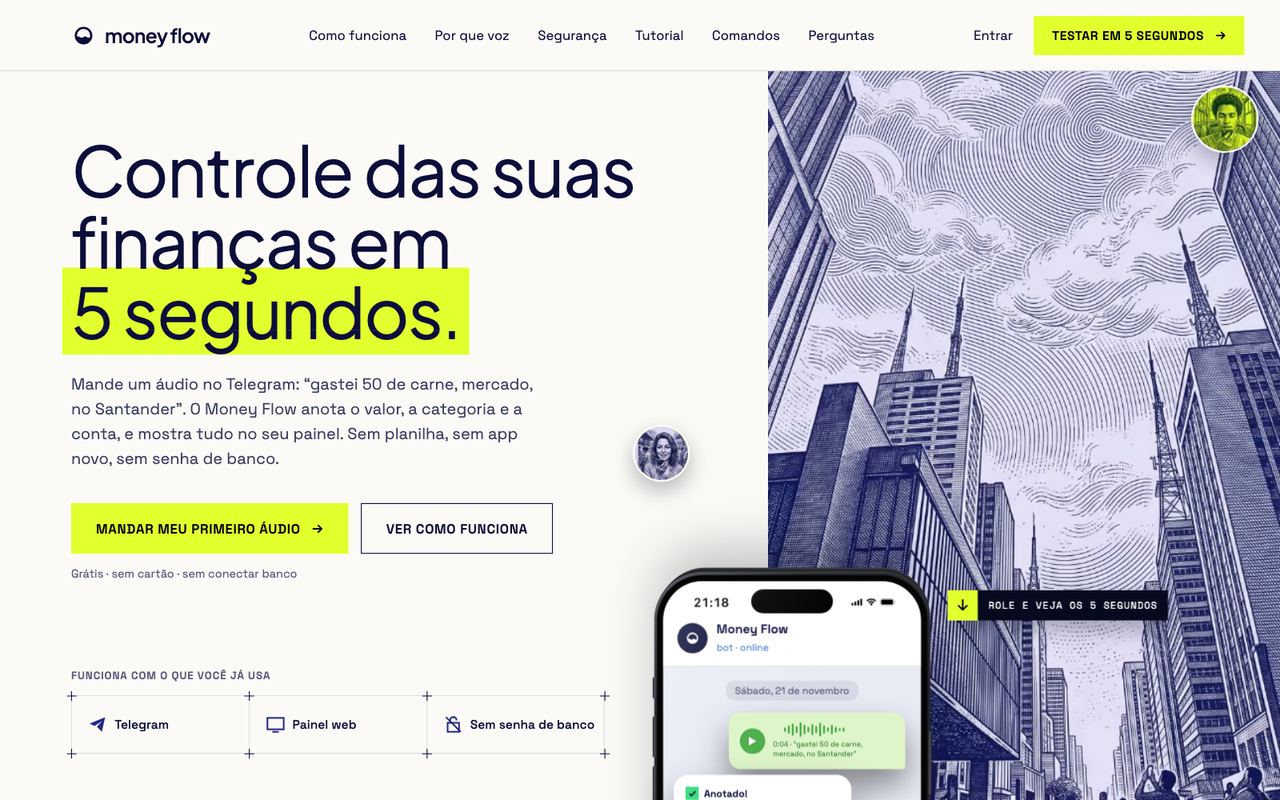 money flow
Como funciona
Por que voz
Segurança
Tutorial
Comandos
Perguntas
Entrar
TESTAR EM 5 SEGUNDOS →
Controle das suas
finanças em
5 segundos.
Mande um áudio no Telegram: “gastei 50 de carne, mercado,
no Santander”. O Money Flow anota o valor, a categoria e a
conta, e mostra tudo no seu painel. Sem planilha, sem app
novo, sem senha de banco.
MANDAR MEU PRIMEIRO ÁUDIO →
VER COMO FUNCIONA
Grátis · sem cartão · sem conectar banco
FUNCIONA COM O QUE VOCÊ JÁ USA
Telegram
Painel web
Sem senha de banco
21:18
Money Flow
bot · online
Sábado, 21 de novembro
0:04 · “gastei 50 de carne,
mercado, no Santander”
Anotado!
↓ ROLE E VEJA OS 5 SEGUNDOS